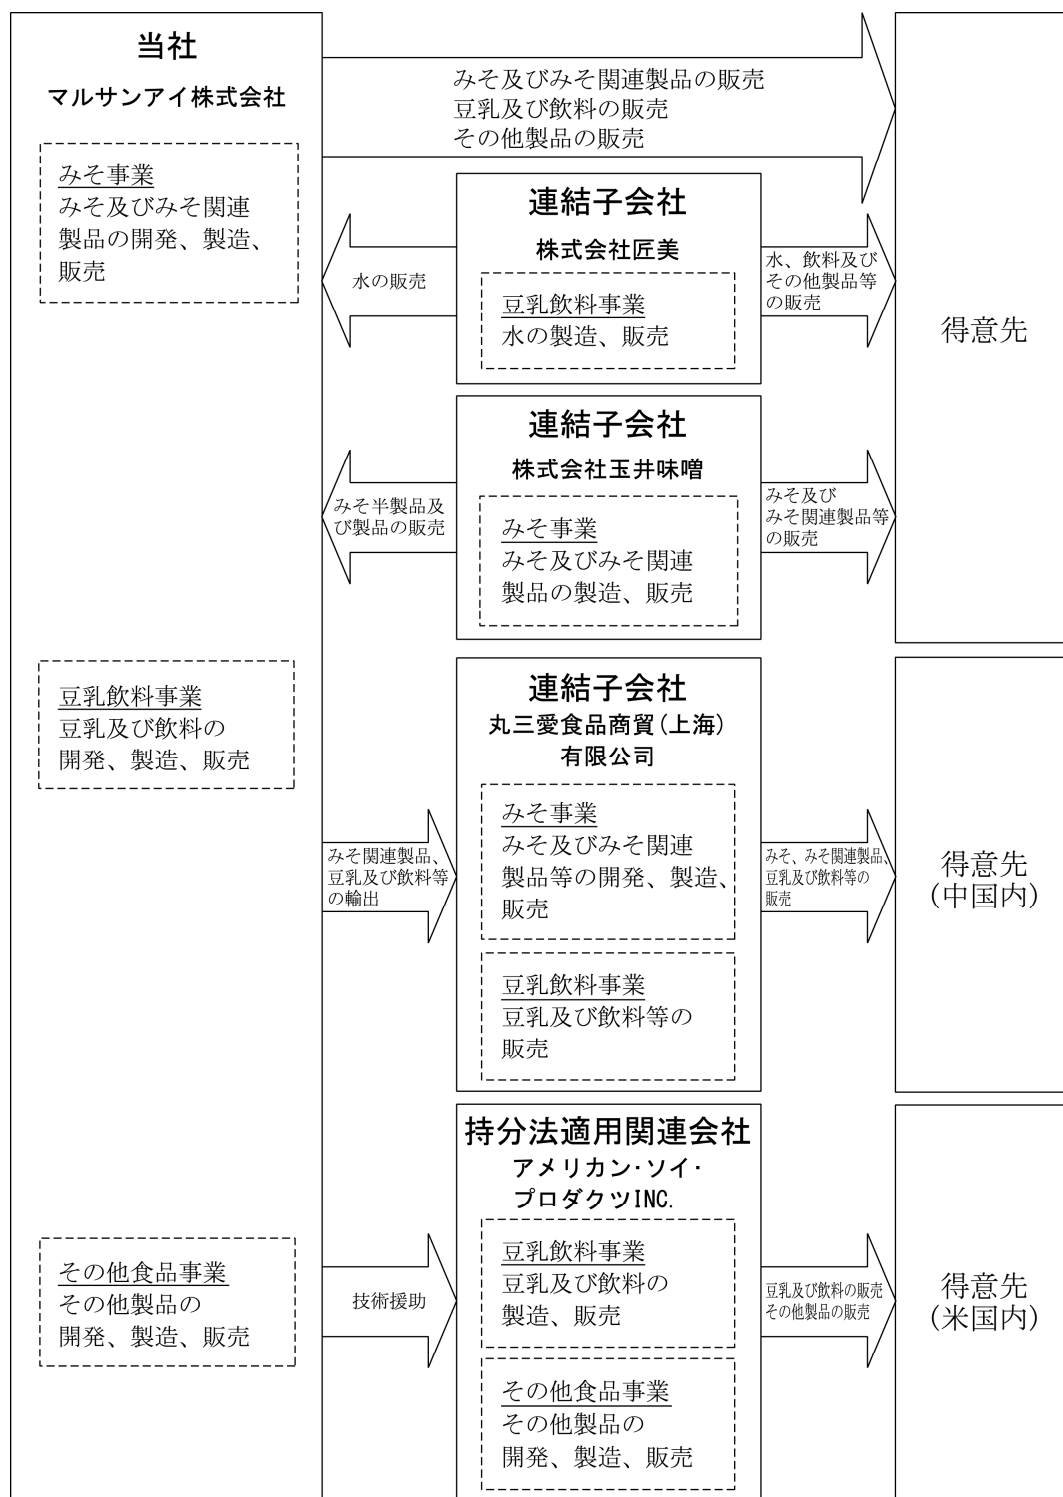 当社
マルサンアイ株式会社
みそ事業
みそ及びみそ関連
製品の開発、製造、
販売
豆乳飲料事業
豆乳及び飲料の
開発、製造、販売
その他食品事業
その他製品の
開発、製造、販売
みそ及びみそ関連製品の販売
豆乳及び飲料の販売
その他製品の販売
水の販売
連結子会社
株式会社匠美
豆乳飲料事業
水の製造、販売
水、飲料及び
その他製品等
の販売
みそ半製品及
び製品の販売
連結子会社
株式会社玉井味噌
みそ事業
みそ及びみそ関連
製品の製造、販売
みそ及び
みそ関連製品等
の販売
得意先
みそ関連製品、
豆乳及び飲料等
の輸出
連結子会社
丸三愛食品商貿(上海)
有限公司
みそ事業
みそ及びみそ関連
製品等の開発、製造、
販売
豆乳飲料事業
豆乳及び飲料等の
販売
みそ、みそ関連製品、
豆乳及び飲料等の
販売
得意先
(中国内)
技術援助
持分法適用関連会社
アメリカン・ソイ・
プロダクツINC.
豆乳飲料事業
豆乳及び飲料の
製造、販売
その他食品事業
その他製品の
開発、製造、販売
豆乳及び飲料の販売
その他製品の販売
得意先
(米国内)